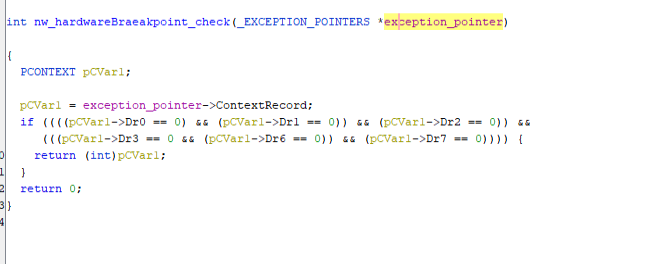 int nw_hardwareBraeakpoint_check(_EXCEPTION_POINTERS *exception_pointer)
{
PCONTEXT pCVar1;
pCVar1 = exception_pointer->ContextRecord;
if ((((pCVar1->Dr0 == 0) && (pCVar1->Dr1 == 0)) && (pCVar1->Dr2 == 0)) &&
(((pCVar1->Dr3 == 0 && (pCVar1->Dr6 == 0)) && (pCVar1->Dr7 == 0)))) {
0 return (int)pCVar1;
1 }
2 return 0;
3 }
4